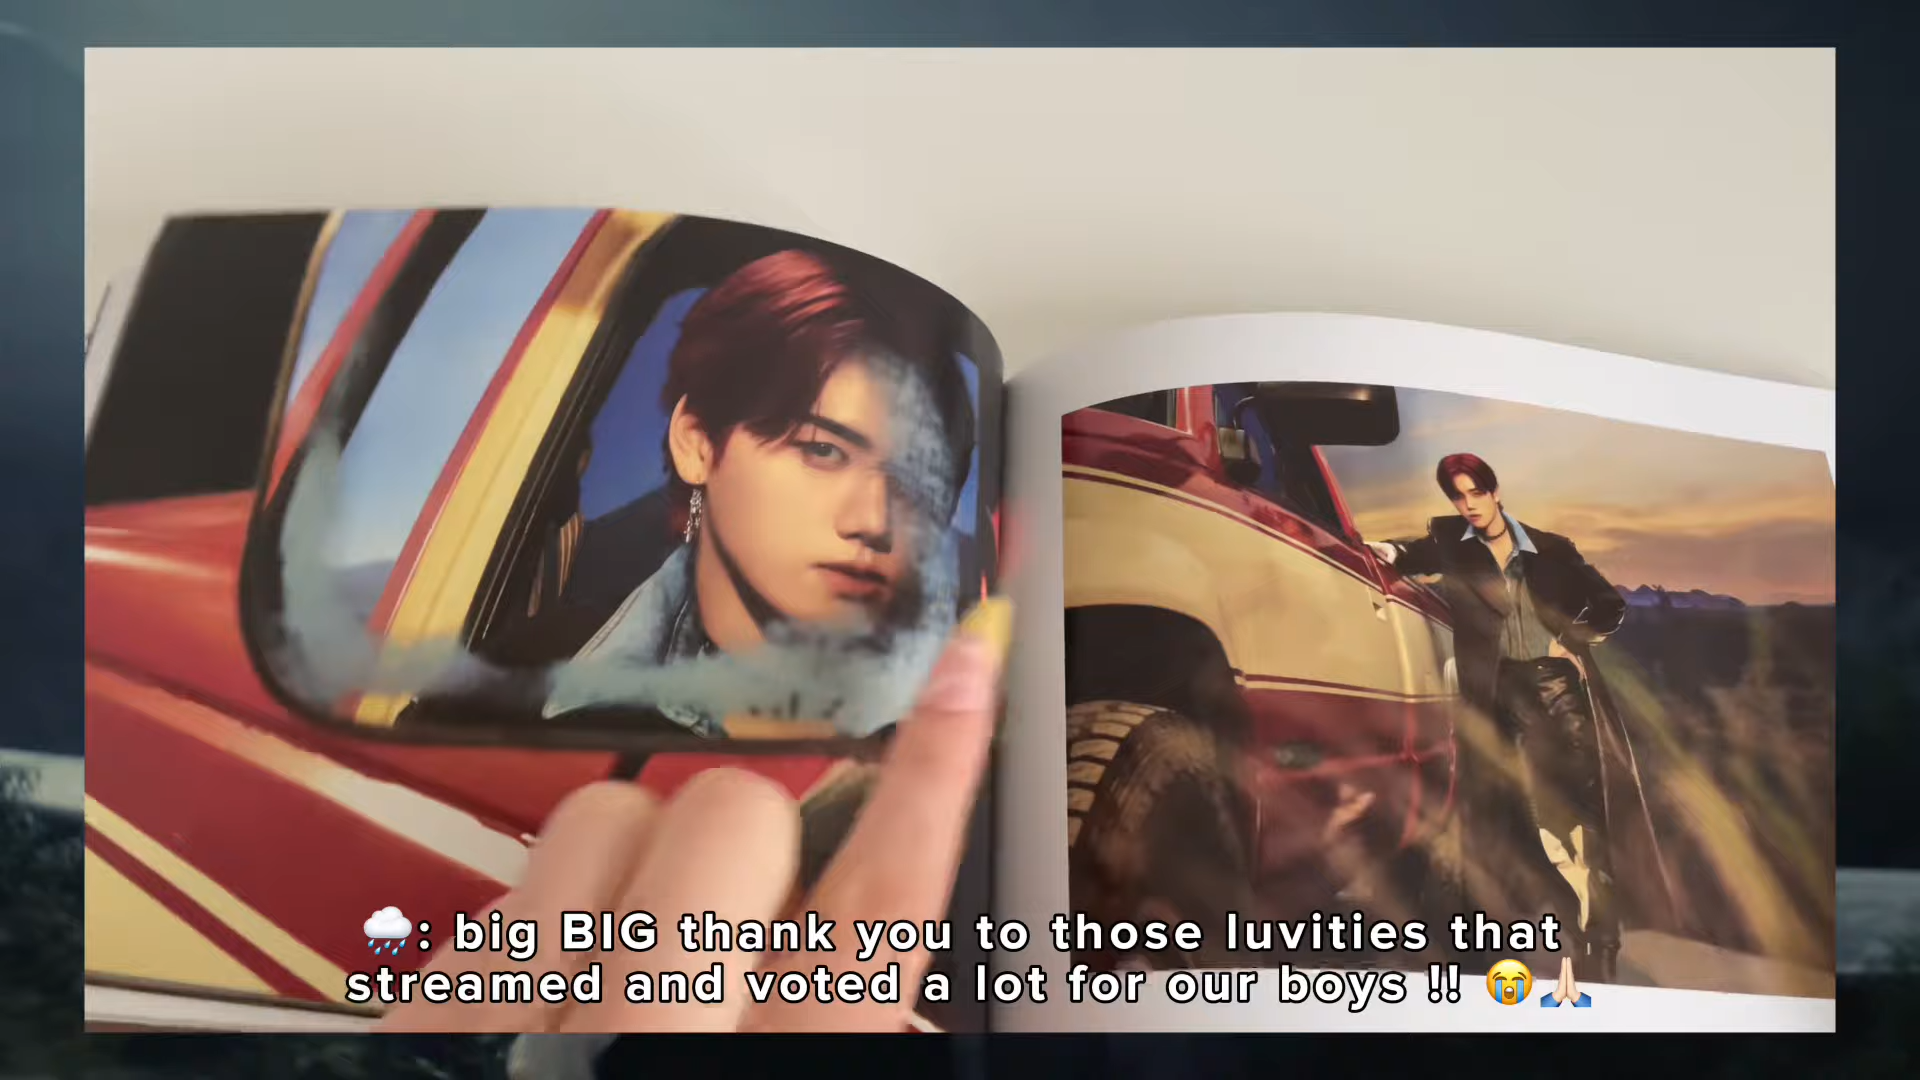 🌧️: big BIG thank you to those luvities that
streamed and voted a lot for our boys !! 😭🙏🏻